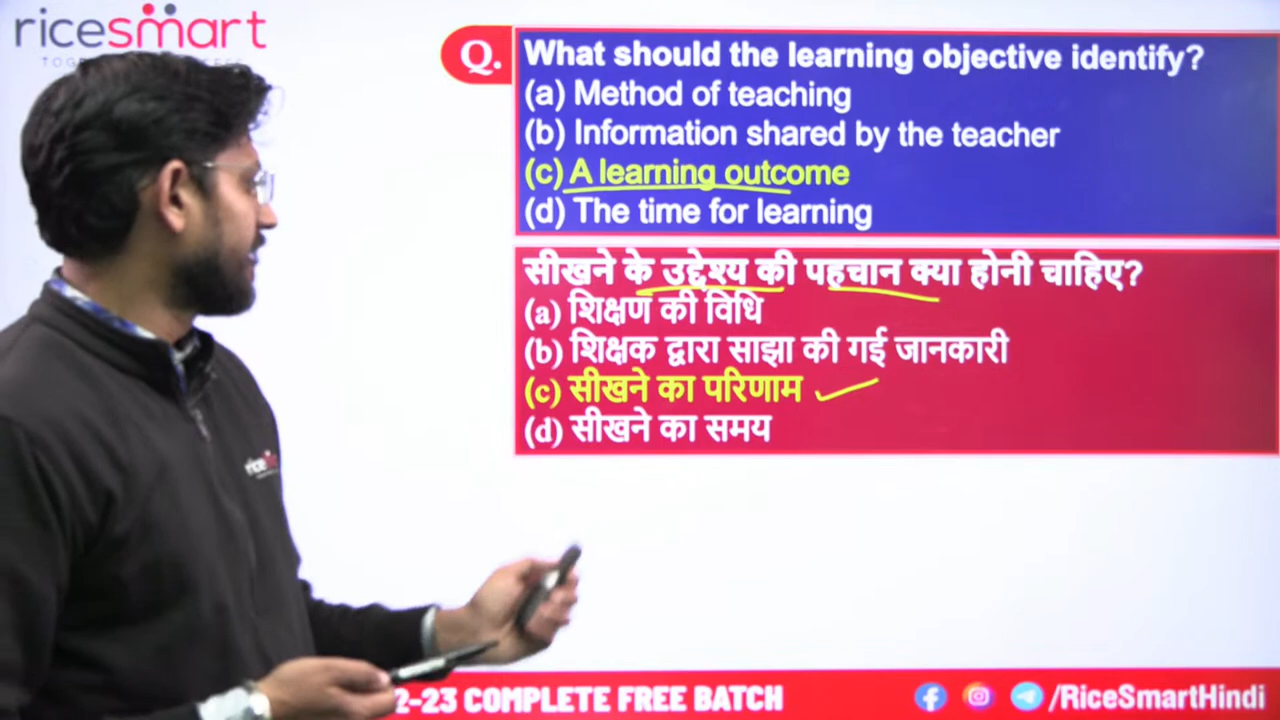 ricesmart
Q.
What should the learning objective identify?
(a) Method of teaching
(b) Information shared by the teacher
(c) A learning outcome
(d) The time for learning
सीखने के उद्देश्य की पहचान क्या होनी चाहिए?
(a) शिक्षण की विधि
(b) शिक्षक द्वारा साझा की गई जानकारी
(c) सीखने का परिणाम
(d) सीखने का समय
2-23 COMPLETE FREE BATCH
/RiceSmartHindi